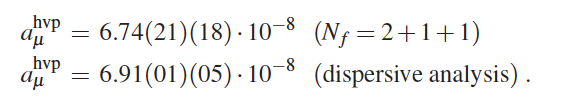 a_μ^hvp = 6.74(21)(18) · 10^−8 (N_f = 2+1+1)
a_μ^hvp = 6.91(01)(05) · 10^−8 (dispersive analysis) .